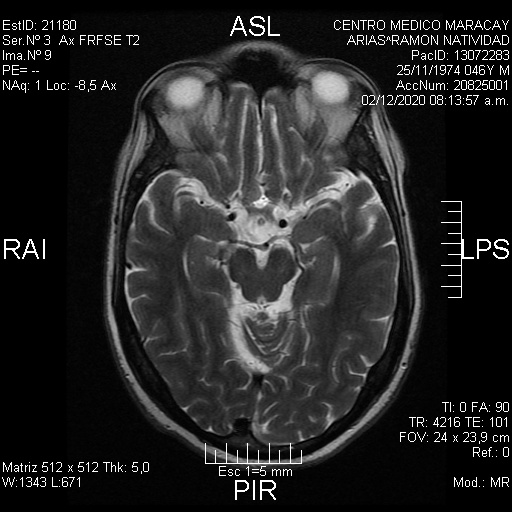 EstID: 21180
Ser.Nº 3 Ax FRFSE T2
Ima.Nº 9
PE= --
NAq: 1 Loc: -8,5 Ax
ASL
CENTRO MEDICO MARACAY
ARIAS^RAMON NATIVIDAD
PacID: 13072283
25/11/1974 046Y M
AccNum: 20825001
02/12/2020 08:13:57 a.m.
RAI
LPS
Matriz 512 x 512 Thk: 5,0
W:1343 L:671
Esc 1=5 mm
PIR
TI: 0 FA: 90
TR: 4216 TE: 101
FOV: 24 x 23,9 cm
Ref.: 0
Mod.: MR